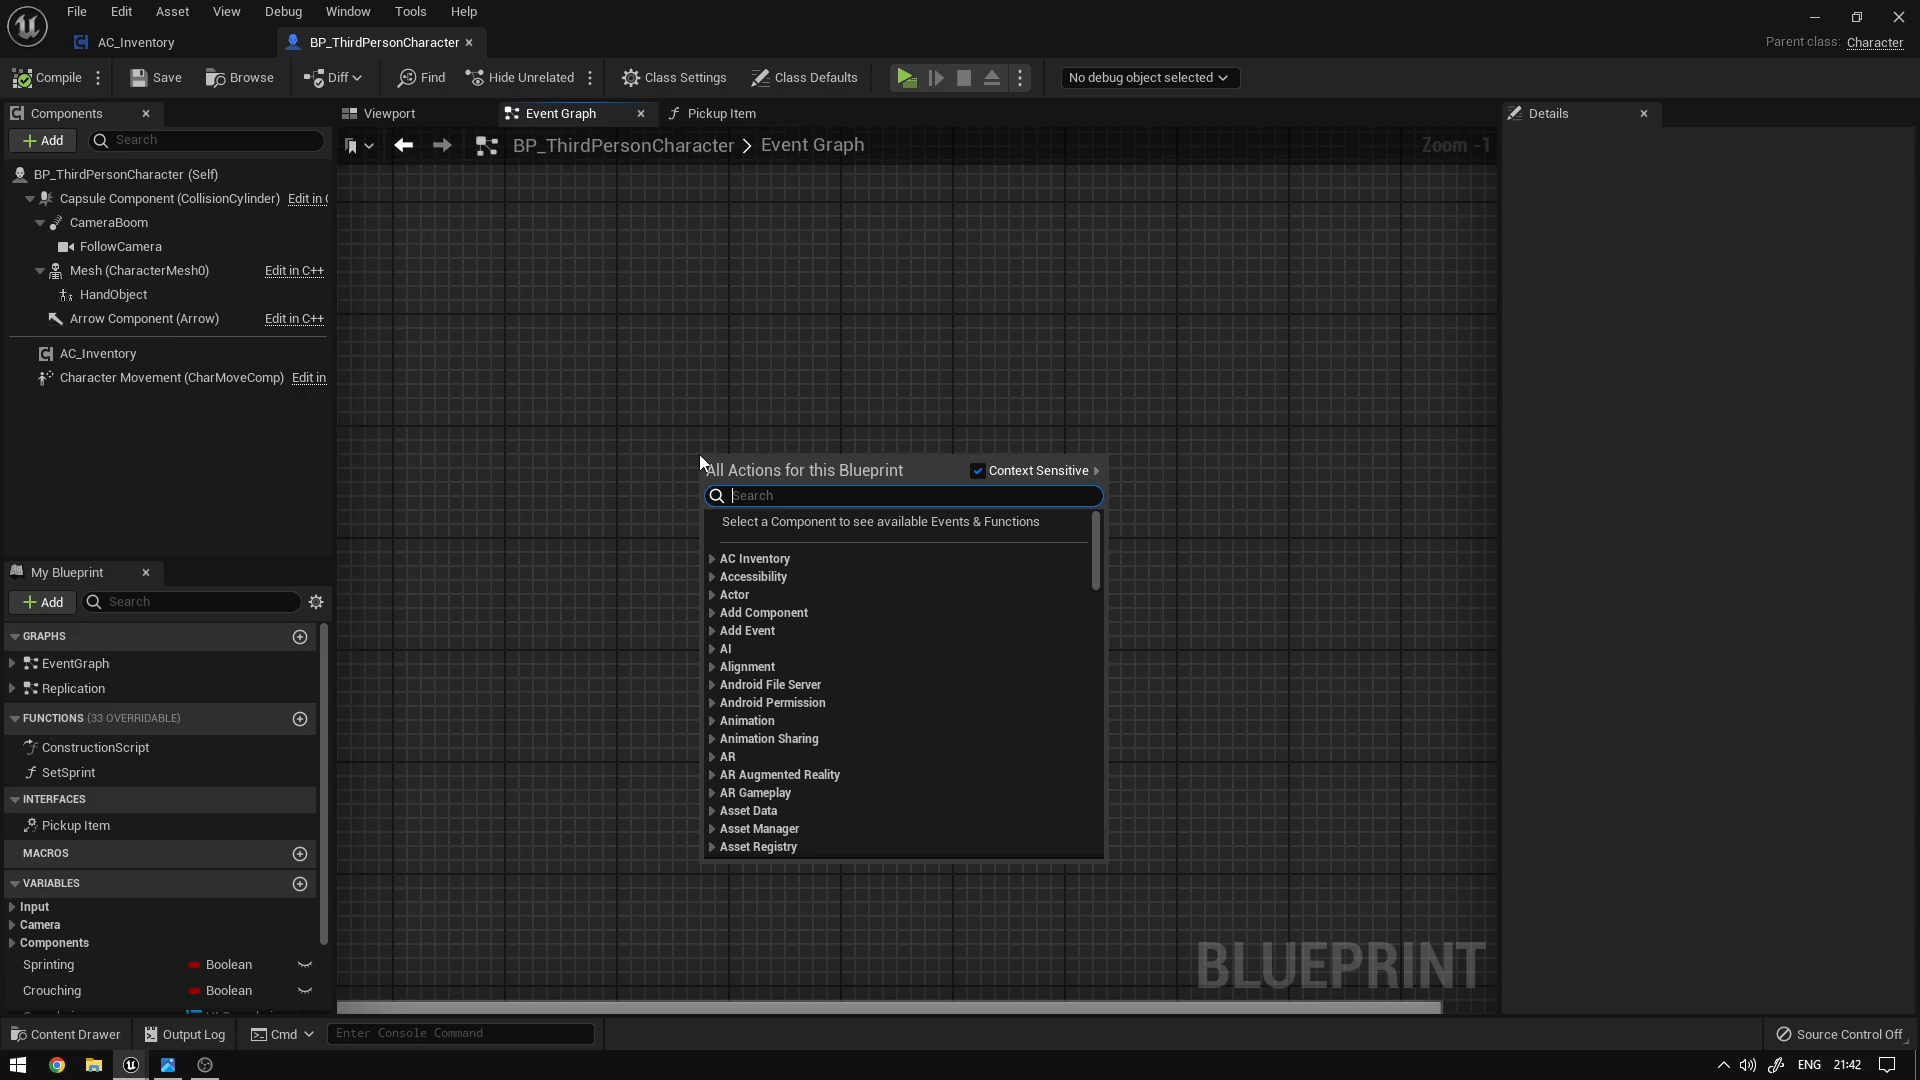 File Edit Asset View Debug Window Tools Help
AC_Inventory
BP_ThirdPersonCharacter
Parent class: Character
Compile
Save
Browse
Diff
Find
Hide Unrelated
Class Settings
Class Defaults
No debug object selected
Components
Add
Search
BP_ThirdPersonCharacter (Self)
Capsule Component (CollisionCylinder) Edit in C
CameraBoom
FollowCamera
Mesh (CharacterMesh0) Edit in C++
HandObject
Arrow Component (Arrow) Edit in C++
AC_Inventory
Character Movement (CharMoveComp) Edit in
My Blueprint
Add
Search
GRAPHS
EventGraph
Replication
FUNCTIONS (33 OVERRIDABLE)
ConstructionScript
SetSprint
INTERFACES
Pickup Item
MACROS
VARIABLES
Input
Camera
Components
Sprinting Boolean
Crouching Boolean
Viewport
Event Graph
Pickup Item
BP_ThirdPersonCharacter > Event Graph
Zoom -1
All Actions for this Blueprint
Context Sensitive
Search
Select a Component to see available Events & Functions
AC Inventory
Accessibility
Actor
Add Component
Add Event
AI
Alignment
Android File Server
Android Permission
Animation
Animation Sharing
AR
AR Augmented Reality
AR Gameplay
Asset Data
Asset Manager
Asset Registry
BLUEPRINT
Details
Content Drawer
Output Log
Cmd
Enter Console Command
Source Control Off
ENG
21:42